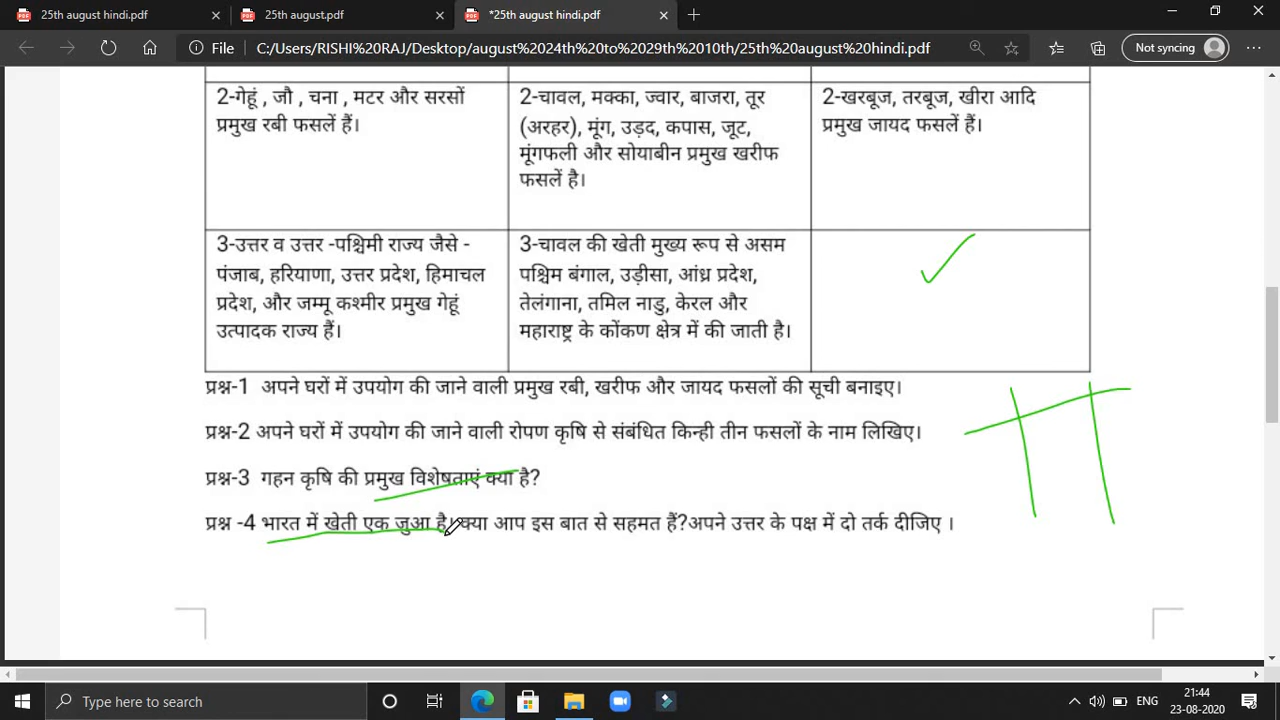 25th august hindi.pdf
25th august.pdf
*25th august hindi.pdf
File
C:/Users/RISHI%20RAJ/Desktop/august%2024th%20to%2029th%2010th/25th%20august%20hindi.pdf
Not syncing
2-गेहूं , जौ , चना , मटर और सरसों
प्रमुख रबी फसलें हैं।
2-चावल, मक्का, ज्वार, बाजरा, तूर
(अरहर), मूंग, उड़द, कपास, जूट,
मूंगफली और सोयाबीन प्रमुख खरीफ
फसलें है।
2-खरबूज, तरबूज, खीरा आदि
प्रमुख जायद फसलें हैं।
3-उत्तर व उत्तर -पश्चिमी राज्य जैसे -
पंजाब, हरियाणा, उत्तर प्रदेश, हिमाचल
प्रदेश, और जम्मू कश्मीर प्रमुख गेहूं
उत्पादक राज्य हैं।
3-चावल की खेती मुख्य रूप से असम
पश्चिम बंगाल, उड़ीसा, आंध्र प्रदेश,
तेलंगाना, तमिल नाडु, केरल और
महाराष्ट्र के कोंकण क्षेत्र में की जाती है।
प्रश्न-1 अपने घरों में उपयोग की जाने वाली प्रमुख रबी, खरीफ और जायद फसलों की सूची बनाइए।
प्रश्न-2 अपने घरों में उपयोग की जाने वाली रोपण कृषि से संबंधित किन्ही तीन फसलों के नाम लिखिए।
प्रश्न-3 गहन कृषि की प्रमुख विशेषताएं क्या है?
प्रश्न -4 भारत में खेती एक जुआ है। क्या आप इस बात से सहमत हैं?अपने उत्तर के पक्ष में दो तर्क दीजिए ।
Type here to search
ENG
21:44
23-08-2020